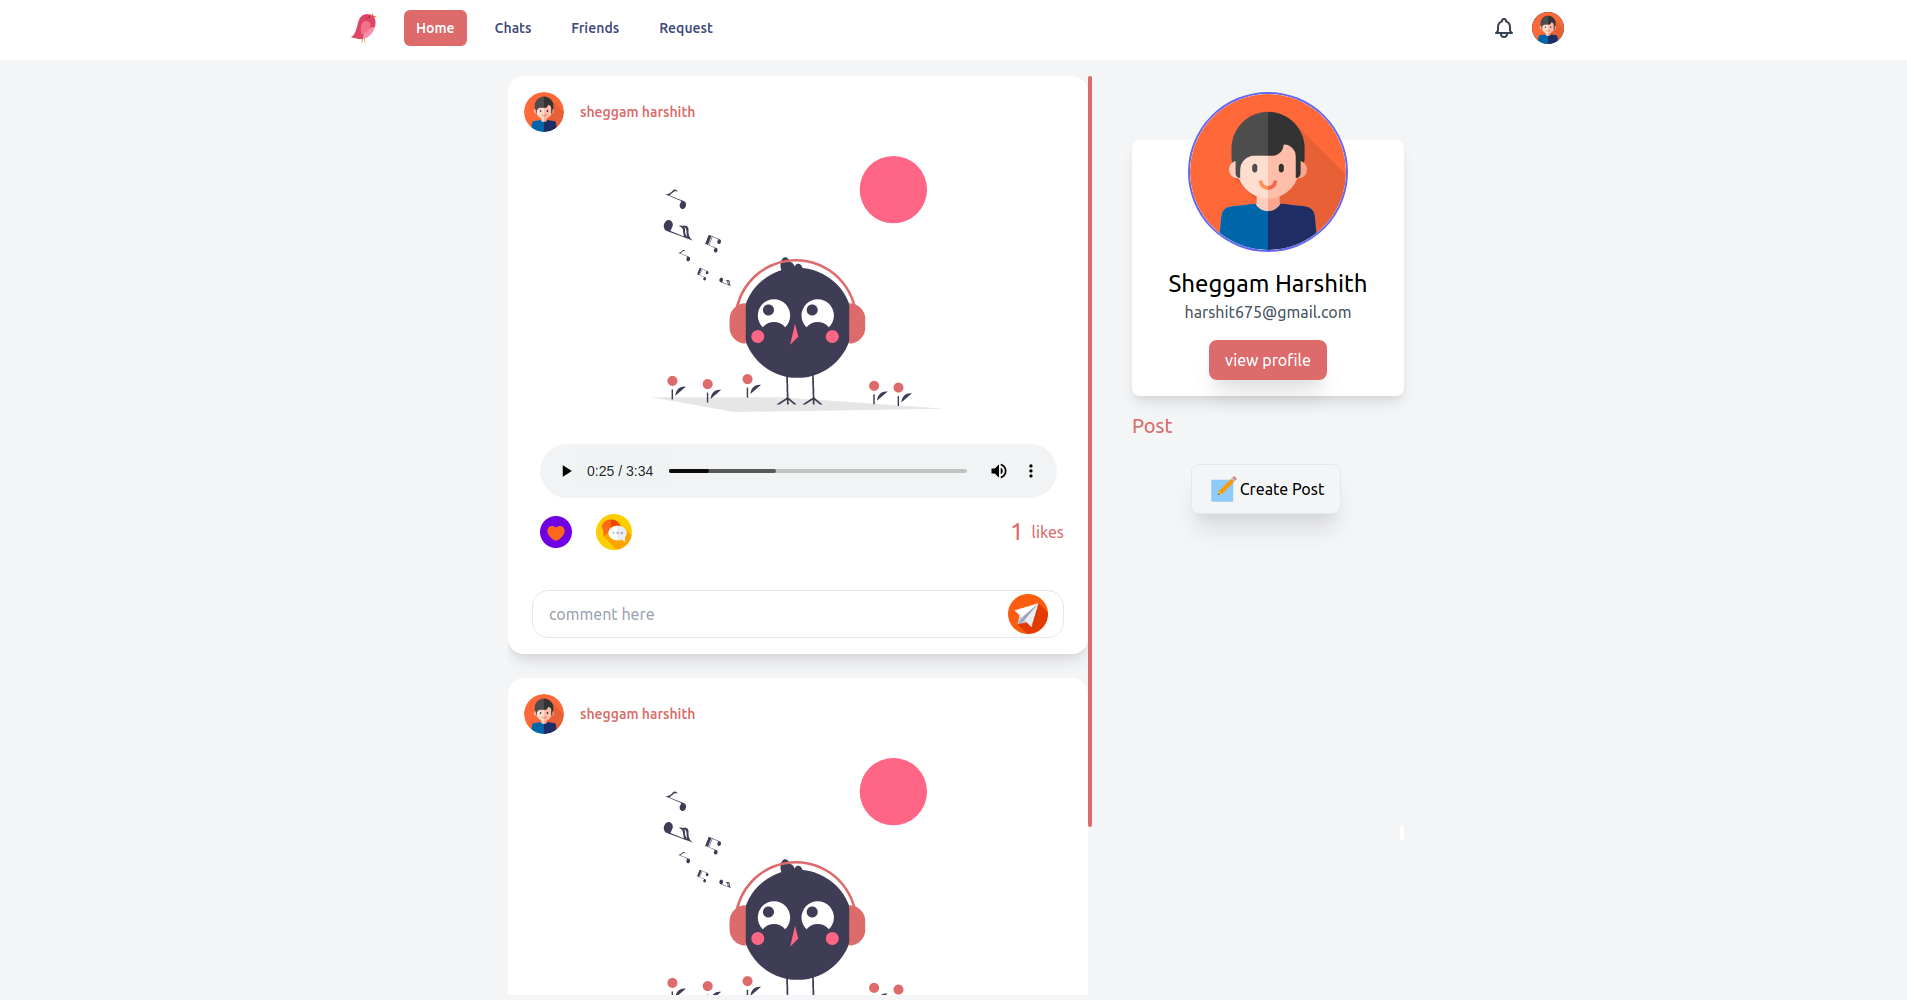 Home
Chats
Friends
Request
sheggam harshith
0:25 / 3:34
1 likes
comment here
sheggam harshith
Sheggam Harshith
harshit675@gmail.com
view profile
Post
Create Post